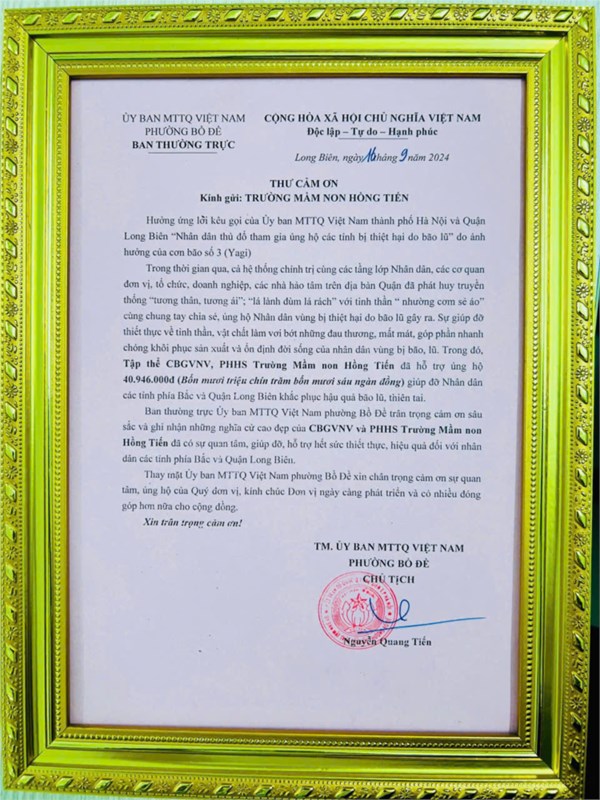 ỦY BAN MTTQ VIỆT NAM
PHƯỜNG BỒ ĐỀ
BAN THƯỜNG TRỰC
CỘNG HÒA XÃ HỘI CHỦ NGHĨA VIỆT NAM
Độc lập – Tự do – Hạnh phúc
Long Biên, ngày 16 tháng 9 năm 2024
THƯ CẢM ƠN
Kính gửi: TRƯỜNG MẦM NON HỒNG TIẾN
Hưởng ứng lời kêu gọi của Ủy ban MTTQ Việt Nam thành phố Hà Nội và Quận
Long Biên “Nhân dân thủ đô tham gia ủng hộ các tỉnh bị thiệt hại do bão lũ” do ảnh
hưởng của cơn bão số 3 (Yagi)
Trong thời gian qua, cả hệ thống chính trị cùng các tầng lớp Nhân dân, các cơ quan
đơn vị, tổ chức, doanh nghiệp, các nhà hảo tâm trên địa bàn Quận đã phát huy truyền
thống “tương thân, tương ái”; “lá lành đùm lá rách” với tinh thần “ nhường cơm sẻ áo”
cùng chung tay chia sẻ, ủng hộ Nhân dân vùng bị thiệt hại do bão lũ gây ra. Sự giúp đỡ
thiết thực về tinh thần, vật chất làm vơi bớt những đau thương, mất mát, góp phần nhanh
chóng khôi phục sản xuất và ổn định đời sống của nhân dân vùng bị bão, lũ. Trong đó,
Tập thể CBGVNV, PHHS Trường Mầm non Hồng Tiến đã hỗ trợ ủng hộ
40.946.000đ (Bốn mươi triệu chín trăm bốn mươi sáu ngàn đồng) giúp đỡ Nhân dân
các tỉnh phía Bắc và Quận Long Biên khắc phục hậu quả bão lũ, thiên tai.
Ban thường trực Ủy ban MTTQ Việt Nam phường Bồ Đề trân trọng cảm ơn sâu
sắc và ghi nhận những nghĩa cử cao đẹp của CBGVNV và PHHS Trường Mầm non
Hồng Tiến đã có sự quan tâm, giúp đỡ, hỗ trợ hết sức thiết thực, hiệu quả đối với nhân
dân các tỉnh phía Bắc và Quận Long Biên.
Thay mặt Ủy ban MTTQ Việt Nam phường Bồ Đề xin chân trọng cảm ơn sự quan
tâm, ủng hộ của Quý đơn vị, kính chúc Đơn vị ngày càng phát triển và có nhiều đóng
góp hơn nữa cho cộng đồng.
Xin trân trọng cảm ơn!
TM. ỦY BAN MTTQ VIỆT NAM
PHƯỜNG BỒ ĐỀ
CHỦ TỊCH
Nguyễn Quang Tiến